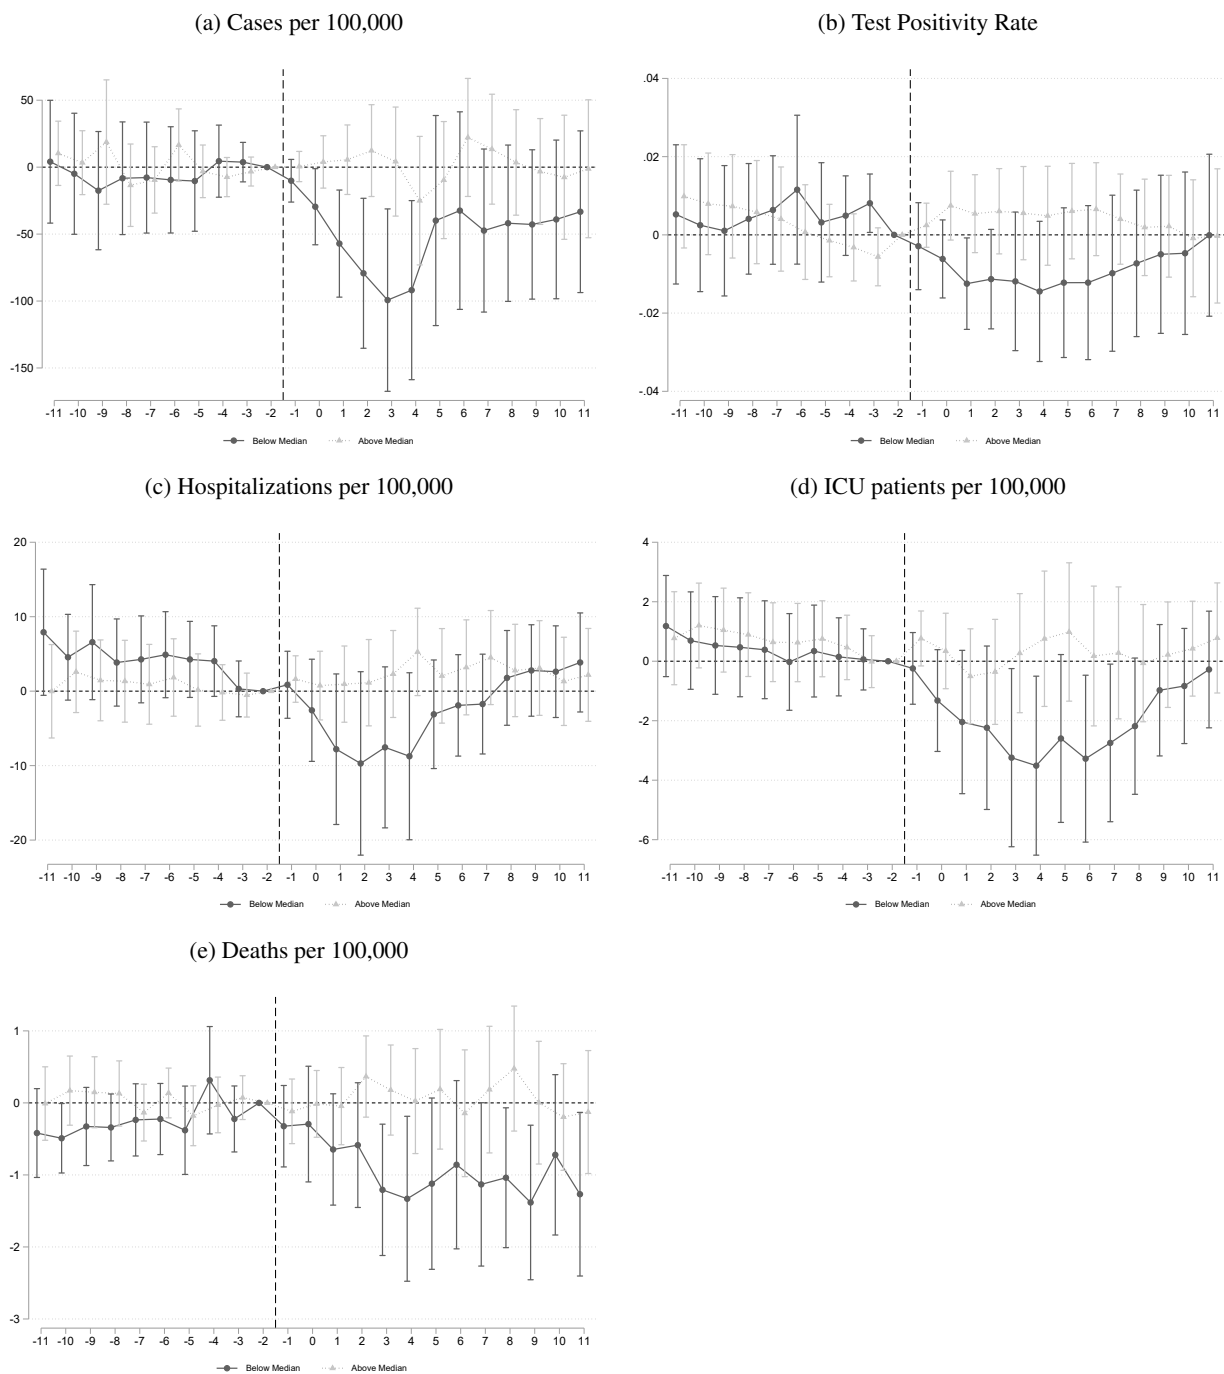 (a) Cases per 100,000
50
0
-50
-100
-150
-11 -10 -9 -8 -7 -6 -5 -4 -3 -2 -1 0 1 2 3 4 5 6 7 8 9 10 11
Below Median Above Median
(b) Test Positivity Rate
.04
.02
0
-.02
-.04
-11 -10 -9 -8 -7 -6 -5 -4 -3 -2 -1 0 1 2 3 4 5 6 7 8 9 10 11
Below Median Above Median
(c) Hospitalizations per 100,000
20
10
0
-10
-20
-11 -10 -9 -8 -7 -6 -5 -4 -3 -2 -1 0 1 2 3 4 5 6 7 8 9 10 11
Below Median Above Median
(d) ICU patients per 100,000
4
2
0
-2
-4
-6
-11 -10 -9 -8 -7 -6 -5 -4 -3 -2 -1 0 1 2 3 4 5 6 7 8 9 10 11
Below Median Above Median
(e) Deaths per 100,000
1
0
-1
-2
-3
-11 -10 -9 -8 -7 -6 -5 -4 -3 -2 -1 0 1 2 3 4 5 6 7 8 9 10 11
Below Median Above Median